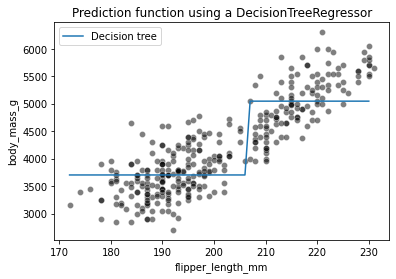 Prediction function using a DecisionTreeRegressor
Decision tree
body_mass_g
6000
5500
5000
4500
4000
3500
3000
170 180 190 200 210 220 230
flipper_length_mm